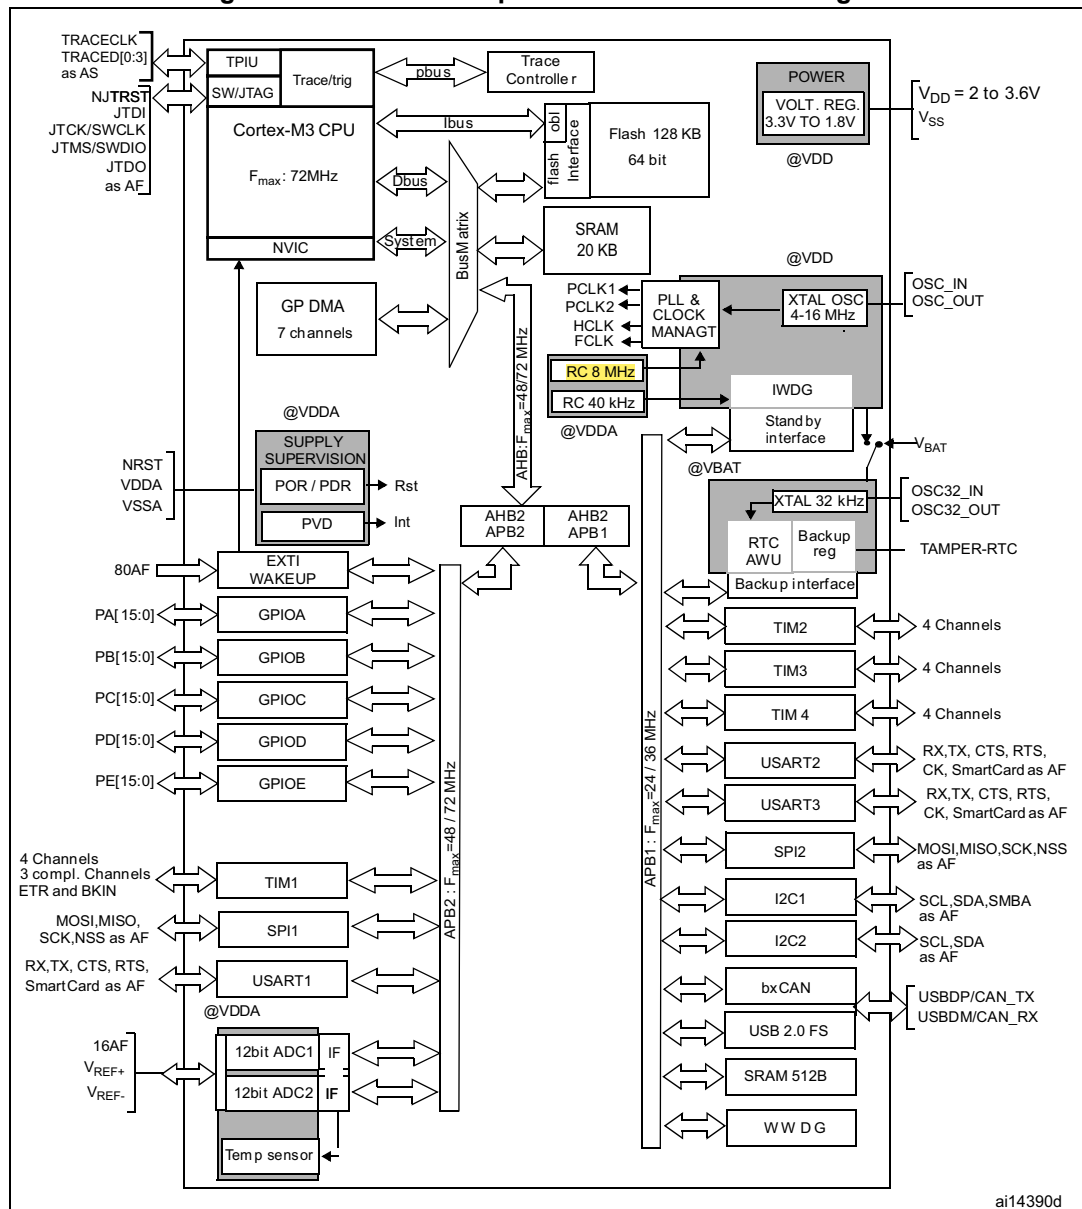 TRACECLK
TRACED[0:3]
as AS
NJTRST
JTDI
JTCK/SWCLK
JTMS/SWDIO
JTDO
as AF
TPIU
SW/JTAG
Trace/trig
Cortex-M3 CPU
Fmax: 72MHz
NVIC
pbus
Trace
Controller
Ibus
Dbus
System
BusMatrix
obl
flash
Interface
Flash 128 KB
64 bit
SRAM
20 KB
POWER
VOLT. REG.
3.3V TO 1.8V
@VDD
VDD = 2 to 3.6V
VSS
GP DMA
7 channels
@VDD
PCLK1
PCLK2
HCLK
FCLK
PLL &
CLOCK
MANAGT
XTAL OSC
4-16 MHz
OSC_IN
OSC_OUT
RC 8 MHz
RC 40 kHz
@VDDA
IWDG
Standby
interface
VBAT
@VBAT
XTAL 32 kHz
OSC32_IN
OSC32_OUT
RTC
AWU
Backup
reg
TAMPER-RTC
Backup interface
AHB:Fmax=48/72 MHz
@VDDA
SUPPLY
SUPERVISION
POR / PDR
PVD
Rst
Int
NRST
VDDA
VSSA
AHB2
APB2
AHB2
APB1
80AF
EXTI
WAKEUP
PA[15:0]
GPIOA
PB[15:0]
GPIOB
PC[15:0]
GPIOC
PD[15:0]
GPIOD
PE[15:0]
GPIOE
4 Channels
3 compl. Channels
ETR and BKIN
TIM1
MOSI,MISO,
SCK,NSS as AF
SPI1
RX,TX, CTS, RTS,
SmartCard as AF
USART1
@VDDA
16AF
VREF+
VREF-
12bit ADC1
IF
12bit ADC2
IF
Temp sensor
APB2 : Fmax=48 / 72 MHz
APB1 : Fmax=24 / 36 MHz
TIM2
4 Channels
TIM3
4 Channels
TIM 4
4 Channels
USART2
RX,TX, CTS, RTS,
CK, SmartCard as AF
USART3
RX,TX, CTS, RTS,
CK, SmartCard as AF
SPI2
MOSI,MISO,SCK,NSS
as AF
I2C1
SCL,SDA,SMBA
as AF
I2C2
SCL,SDA
as AF
bxCAN
USBDP/CAN_TX
USBDM/CAN_RX
USB 2.0 FS
SRAM 512B
WWDG
ai14390d